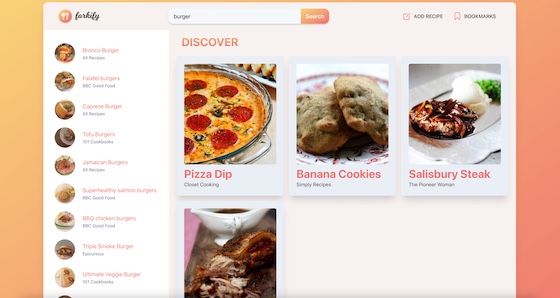 forkify
burger
Search
ADD RECIPE
BOOKMARKS
Bronco Burger
All Recipes
Falafel burgers
BBC Good Food
Caprese Burger
All Recipes
Tofu Burgers
101 Cookbooks
Jamaican Burgers
All Recipes
Superhealthy salmon burgers
BBC Good Food
BBQ chicken burgers
BBC Good Food
Triple Smoke Burger
Epicurious
Ultimate Veggie Burger
101 Cookbooks
DISCOVER
Pizza Dip
Closet Cooking
Banana Cookies
Simply Recipes
Salisbury Steak
The Pioneer Woman